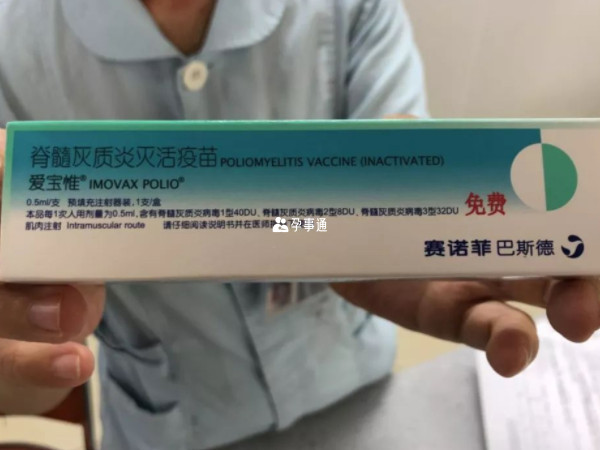 脊髓灰质炎灭活疫苗 POLIOMYELITIS VACCINE (INACTIVATED)
爱宝惟® IMOVAX POLIO®
0.5ml/支 预填充注射器装,1支/盒
本品每1次人用剂量为0.5ml,含有脊髓灰质炎病毒1型40DU、脊髓灰质炎病毒2型8DU、脊髓灰质炎病毒3型32DU
免费
肌肉注射 Intramuscular route 请仔细阅读说明书并在医师
孕事通
赛诺菲 巴斯德